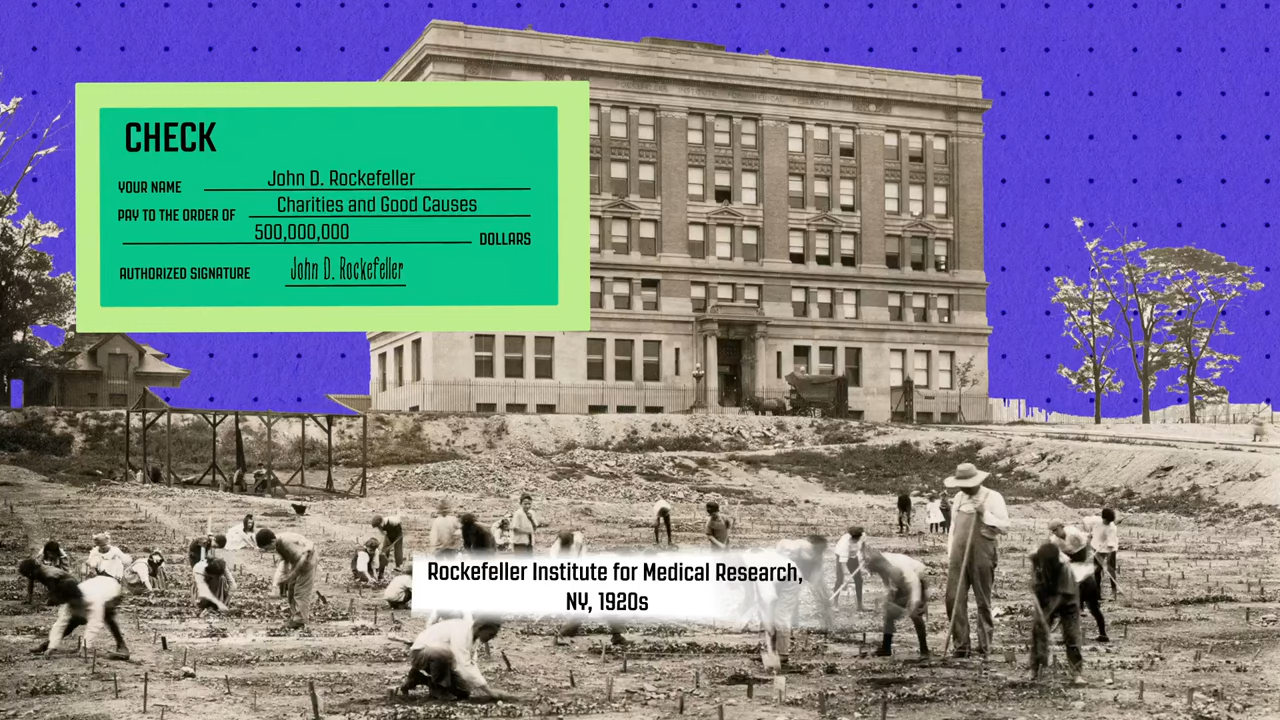 CHECK
YOUR NAME John D. Rockefeller
PAY TO THE ORDER OF Charities and Good Causes
500,000,000 DOLLARS
AUTHORIZED SIGNATURE John D. Rockefeller
Rockefeller Institute for Medical Research,
NY, 1920s